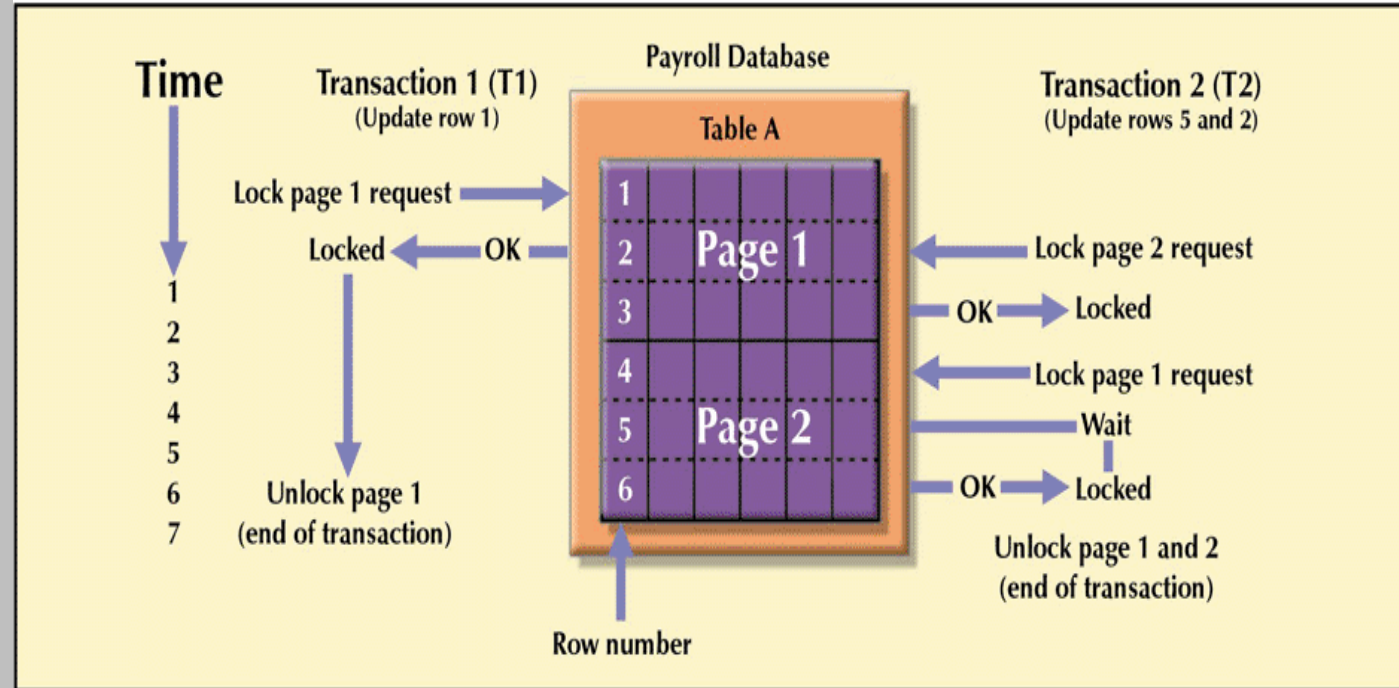 Payroll Database
Time
Transaction 1 (T1)
(Update row 1)
Transaction 2 (T2)
(Update rows 5 and 2)
Table A
Lock page 1 request
1
Locked
OK
2
Page 1
Lock page 2 request
1
3
OK
Locked
2
3
4
Lock page 1 request
4
5
Page 2
Wait
5
6
Unlock page 1
6
OK
Locked
7
(end of transaction)
Unlock page 1 and 2
(end of transaction)
Row number